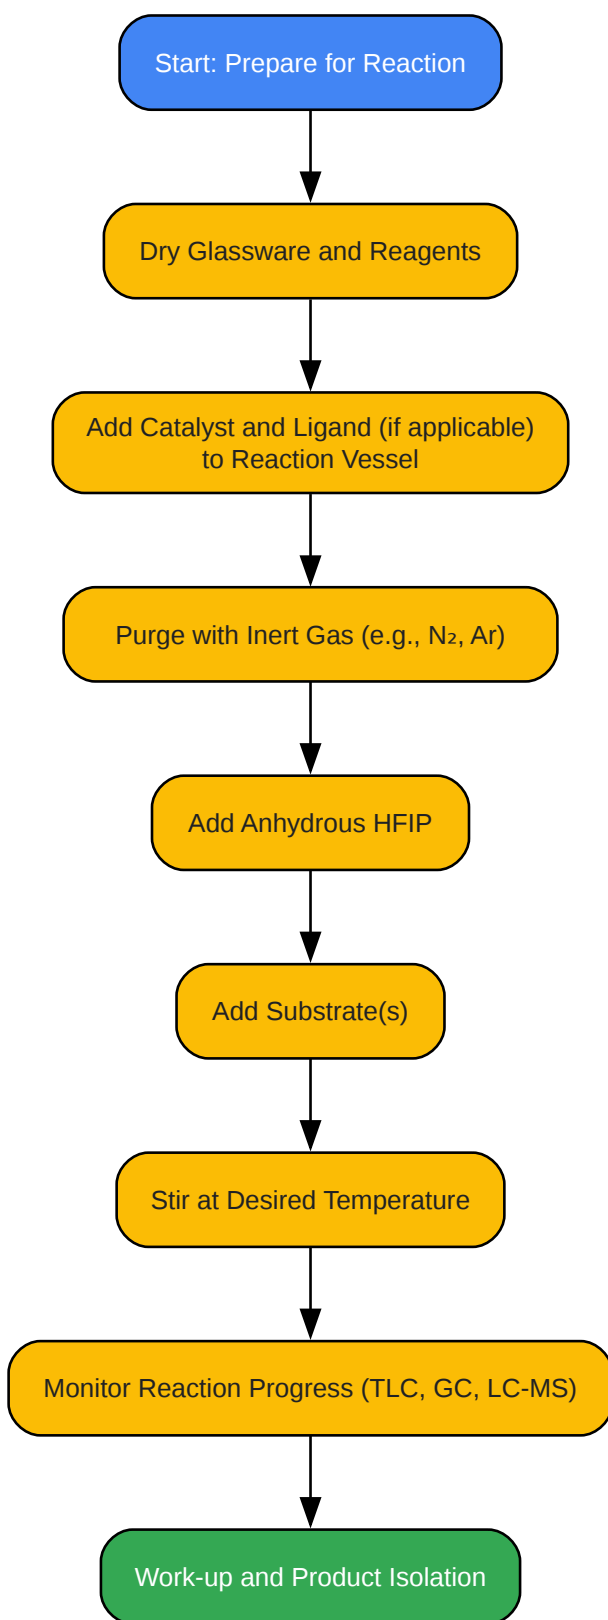 Start: Prepare for Reaction
Dry Glassware and Reagents
Add Catalyst and Ligand (if applicable)
to Reaction Vessel
Purge with Inert Gas (e.g., N₂, Ar)
Add Anhydrous HFIP
Add Substrate(s)
Stir at Desired Temperature
Monitor Reaction Progress (TLC, GC, LC-MS)
Work-up and Product Isolation